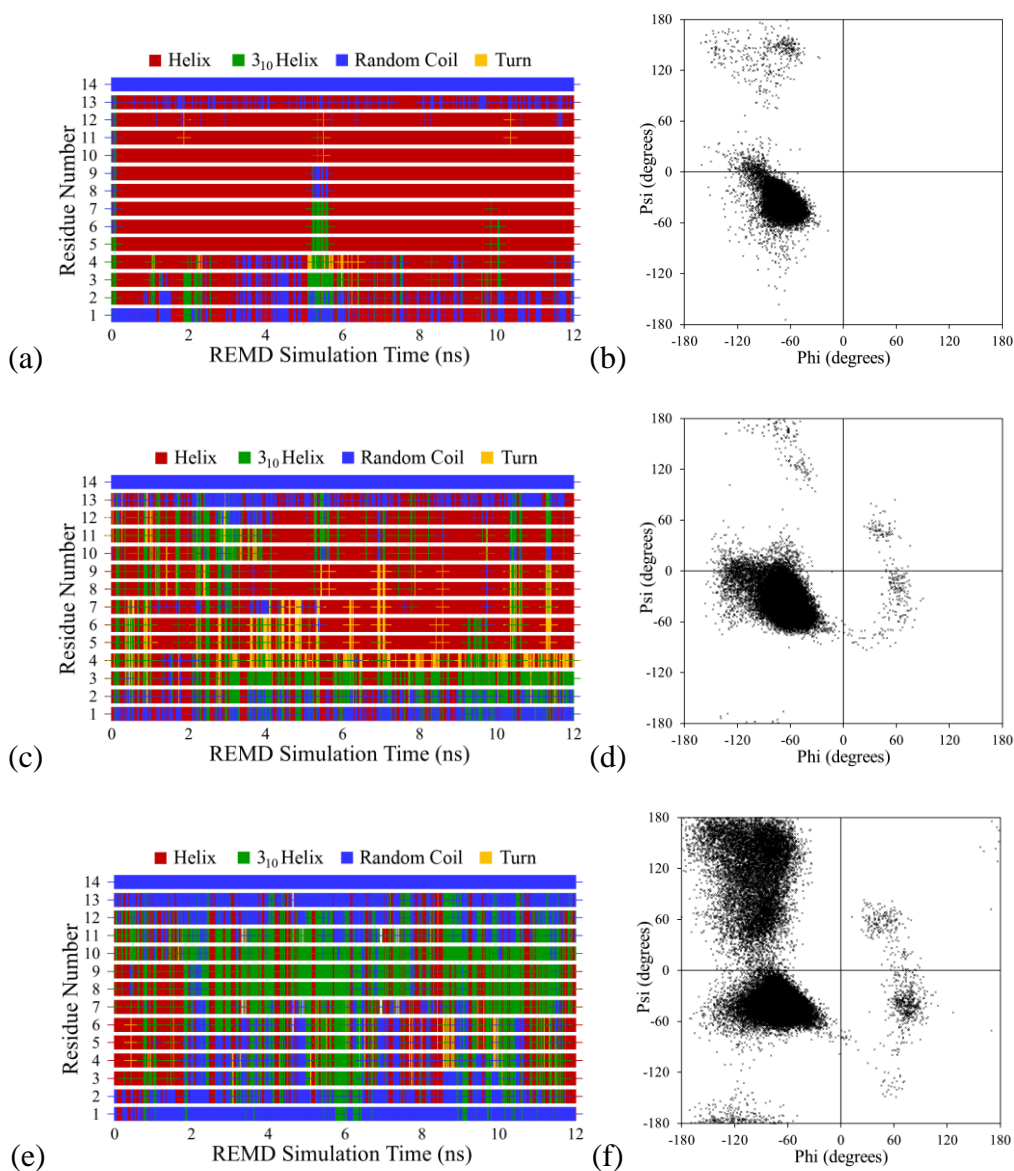 Helix 3₁₀ Helix Random Coil Turn
Residue Number
14
13
12
11
10
9
8
7
6
5
4
3
2
1
0 2 4 6 8 10 12
REMD Simulation Time (ns)
(a)
180
120
60
0
-60
-120
-180
Psi (degrees)
-180 -120 -60 0 60 120 180
Phi (degrees)
(b)
Helix 3₁₀ Helix Random Coil Turn
Residue Number
14
13
12
11
10
9
8
7
6
5
4
3
2
1
0 2 4 6 8 10 12
REMD Simulation Time (ns)
(c)
180
120
60
0
-60
-120
-180
Psi (degrees)
-180 -120 -60 0 60 120 180
Phi (degrees)
(d)
Helix 3₁₀ Helix Random Coil Turn
Residue Number
14
13
12
11
10
9
8
7
6
5
4
3
2
1
0 2 4 6 8 10 12
REMD Simulation Time (ns)
(e)
180
120
60
0
-60
-120
-180
Psi (degrees)
-180 -120 -60 0 60 120 180
Phi (degrees)
(f)